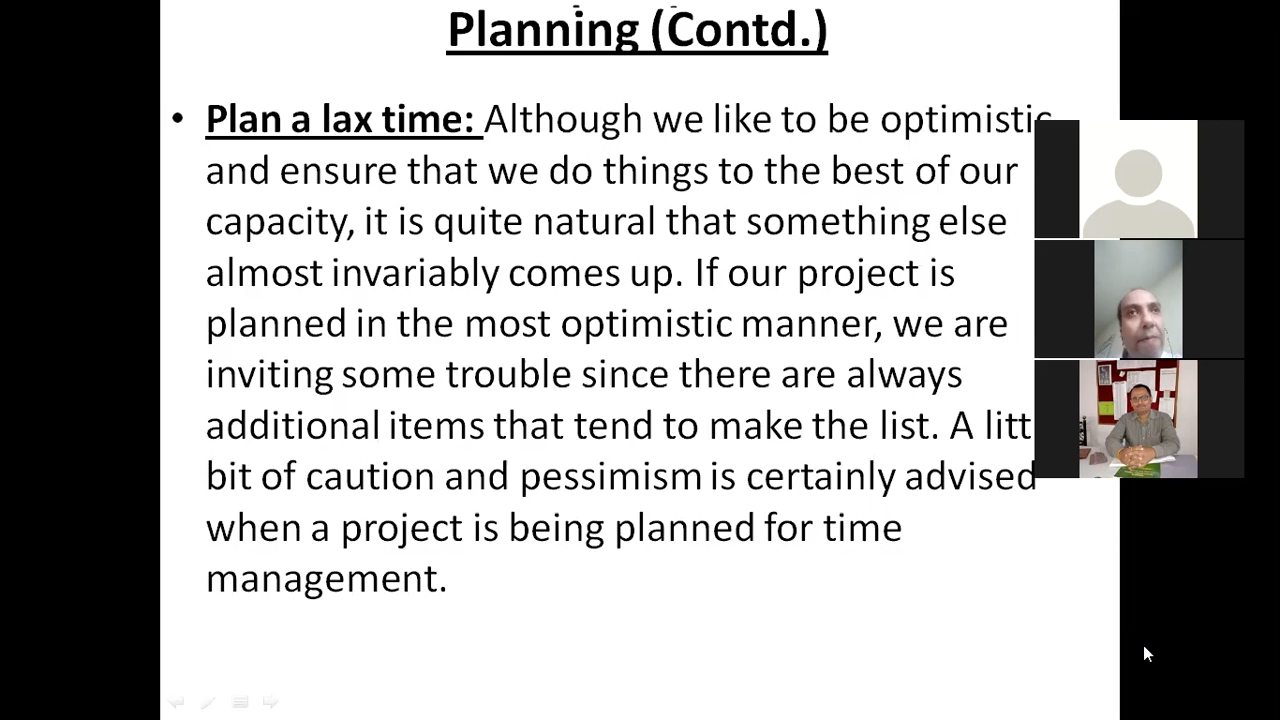 Planning (Contd.)
• Plan a lax time: Although we like to be optimistic
and ensure that we do things to the best of our
capacity, it is quite natural that something else
almost invariably comes up. If our project is
planned in the most optimistic manner, we are
inviting some trouble since there are always
additional items that tend to make the list. A litt
bit of caution and pessimism is certainly advised
when a project is being planned for time
management.